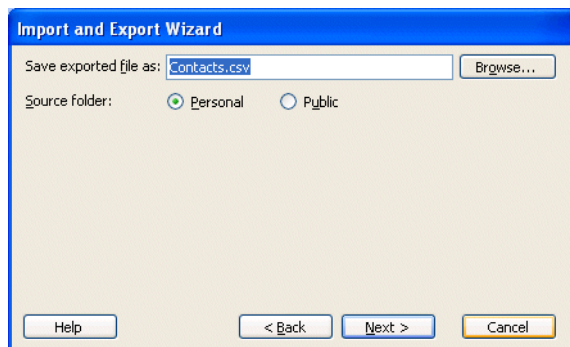 Import and Export Wizard
Save exported file as: Contacts.csv Browse...
Source folder: Personal Public
Help < Back Next > Cancel